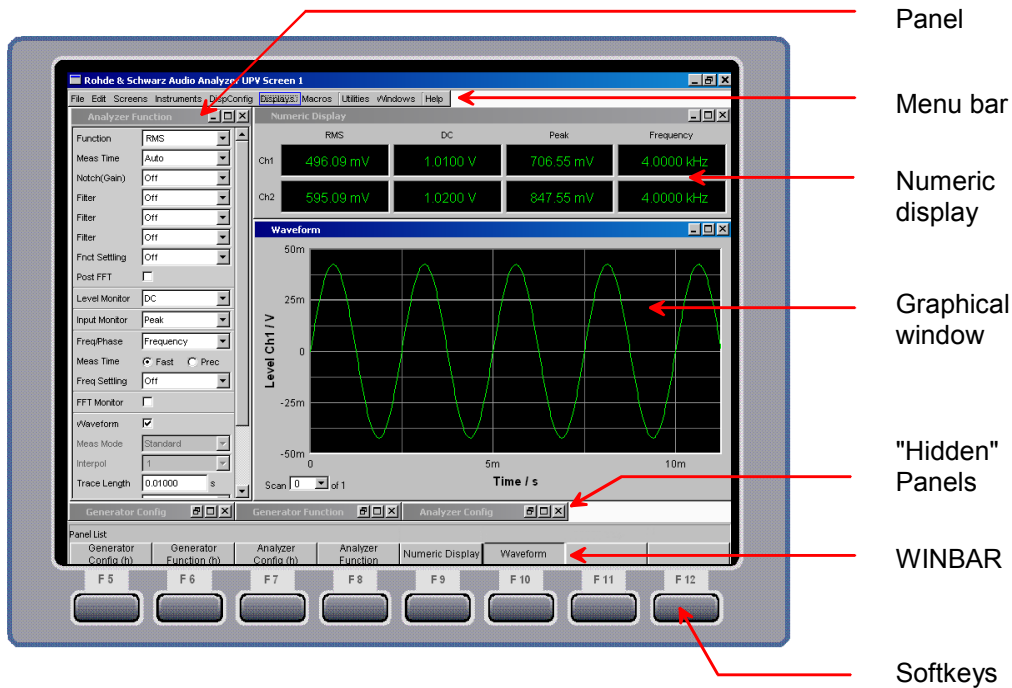 Panel
Rohde & Schwarz Audio Analyzer UPV Screen 1
File Edit Screens Instruments DispConfig Displays Macros Utilities Windows Help
Menu bar
Analyzer Function
Function RMS
Meas Time Auto
Notch(Gain) Off
Filter Off
Filter Off
Filter Off
Fnct Settling Off
Post FFT
Level Monitor DC
Input Monitor Peak
Freq/Phase Frequency
Meas Time Fast Prec
Freq Settling Off
FFT Monitor
Waveform
Meas Mode Standard
Interpol 1
Trace Length 0.01000 s
Numeric Display
RMS DC Peak Frequency
Ch1 496.09 mV 1.0100 V 706.55 mV 4.0000 kHz
Ch2 595.09 mV 1.0200 V 847.55 mV 4.0000 kHz
Numeric
display
Waveform
50m
25m
0
-25m
-50m
Level Ch1 / V
0 5m 10m
Time / s
Scan 0 of 1
Graphical
window
Generator Config
Generator Function
Analyzer Config
"Hidden"
Panels
Panel List
Generator
Config (h)
Generator
Function (h)
Analyzer
Config (h)
Analyzer
Function
Numeric Display
Waveform
WINBAR
F 5 F 6 F 7 F 8 F 9 F 10 F 11 F 12
Softkeys